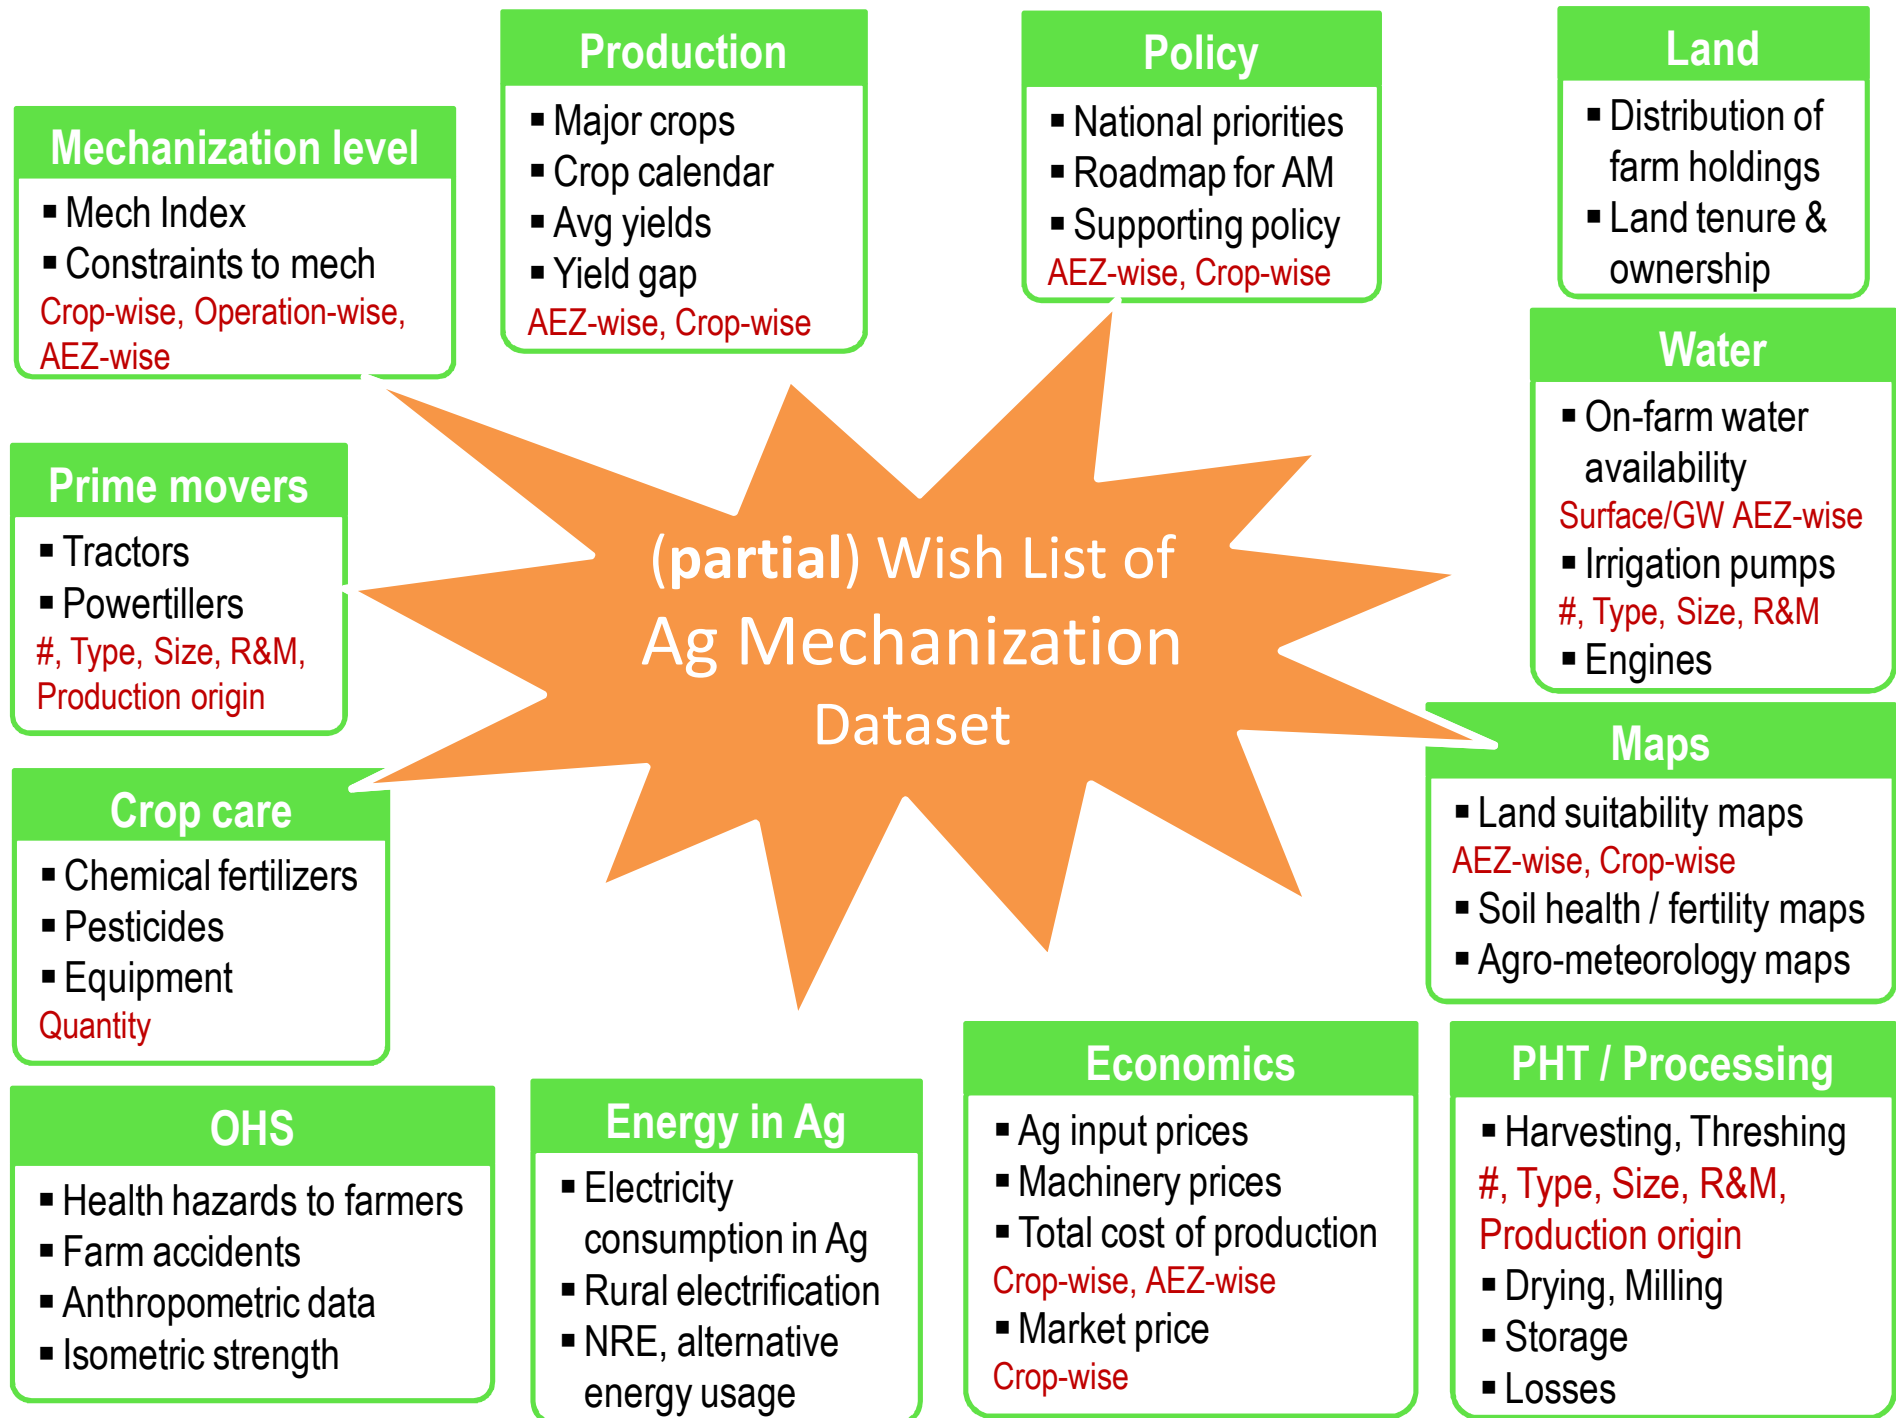 Production
▪ Major crops
▪ Crop calendar
▪ Avg yields
▪ Yield gap
AEZ-wise, Crop-wise
Policy
▪ National priorities
▪ Roadmap for AM
▪ Supporting policy
AEZ-wise, Crop-wise
Land
▪ Distribution of
farm holdings
▪ Land tenure &
ownership
Mechanization level
▪ Mech Index
▪ Constraints to mech
Crop-wise, Operation-wise,
AEZ-wise
Water
▪ On-farm water
availability
Surface/GW AEZ-wise
▪ Irrigation pumps
#, Type, Size, R&M
▪ Engines
Prime movers
▪ Tractors
▪ Powertillers
#, Type, Size, R&M,
Production origin
(partial) Wish List of
Ag Mechanization
Dataset
Maps
▪ Land suitability maps
AEZ-wise, Crop-wise
▪ Soil health / fertility maps
▪ Agro-meteorology maps
Crop care
▪ Chemical fertilizers
▪ Pesticides
▪ Equipment
Quantity
OHS
▪ Health hazards to farmers
▪ Farm accidents
▪ Anthropometric data
▪ Isometric strength
Energy in Ag
▪ Electricity
consumption in Ag
▪ Rural electrification
▪ NRE, alternative
energy usage
Economics
▪ Ag input prices
▪ Machinery prices
▪ Total cost of production
Crop-wise, AEZ-wise
▪ Market price
Crop-wise
PHT / Processing
▪ Harvesting, Threshing
#, Type, Size, R&M,
Production origin
▪ Drying, Milling
▪ Storage
▪ Losses